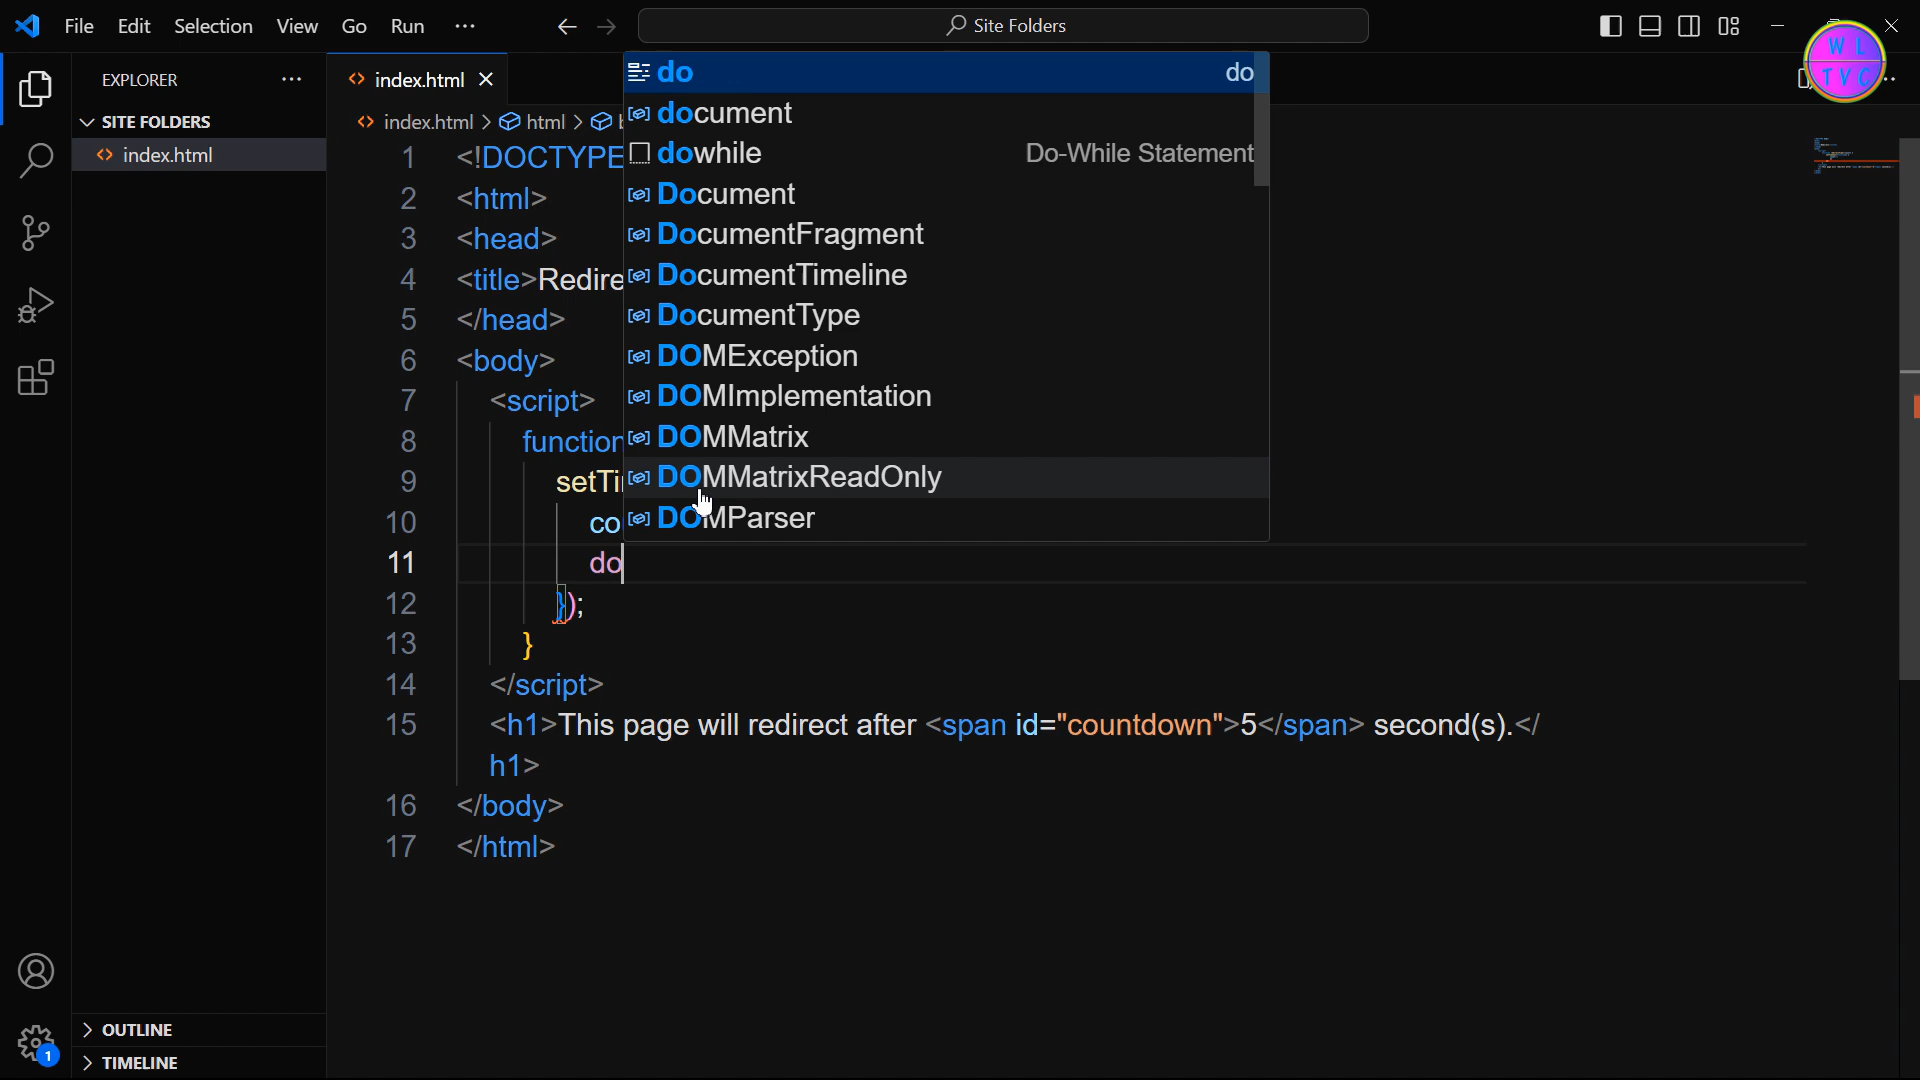 File Edit Selection View Go Run ···
Site Folders
W L
T V C
EXPLORER ···
index.html
SITE FOLDERS
index.html
index.html > html >
do do
document
dowhile Do-While Statement
Document
DocumentFragment
DocumentTimeline
DocumentType
DOMException
DOMImplementation
DOMMatrix
DOMMatrixReadOnly
DOMParser
1 <!DOCTYPE
2 <html>
3 <head>
4 <title>Redire
5 </head>
6 <body>
7 <script>
8 function
9 setTi
10 co
11 do
12 });
13 }
14 </script>
15 <h1>This page will redirect after <span id="countdown">5</span> second(s).</
h1>
16 </body>
17 </html>
OUTLINE
1
TIMELINE